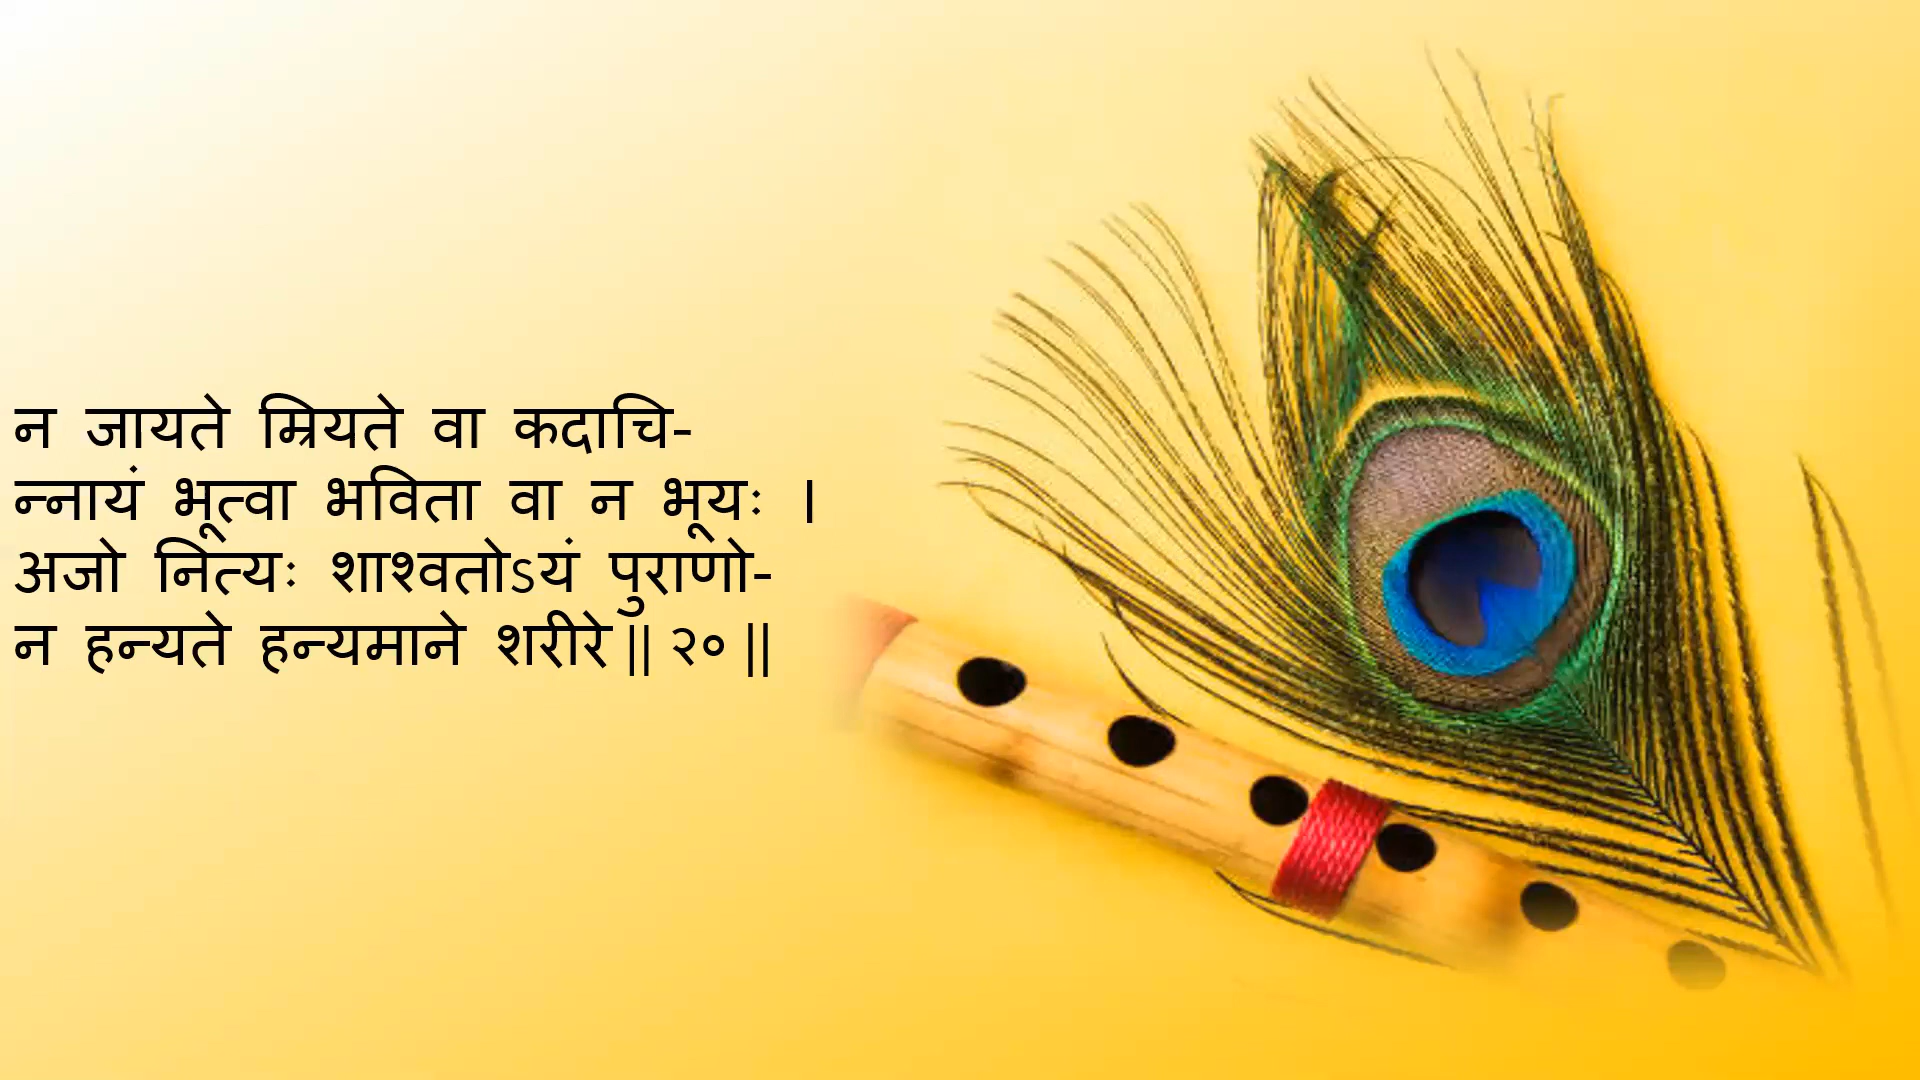 न जायते म्रियते वा कदाचि-
न्नायं भूत्वा भविता वा न भूयः ।
अजो नित्यः शाश्वतोऽयं पुराणो-
न हन्यते हन्यमाने शरीरे || २० ||